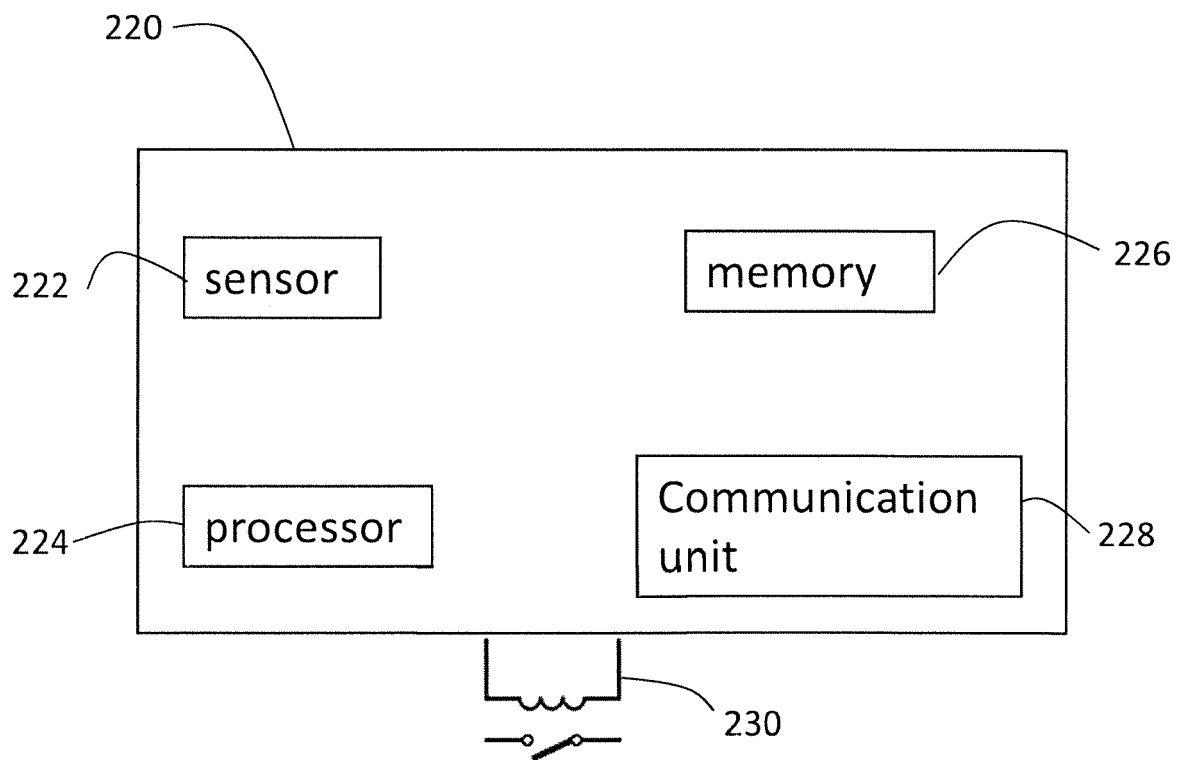 220
sensor
memory
226
222
Communication
unit
processor
224
228
230